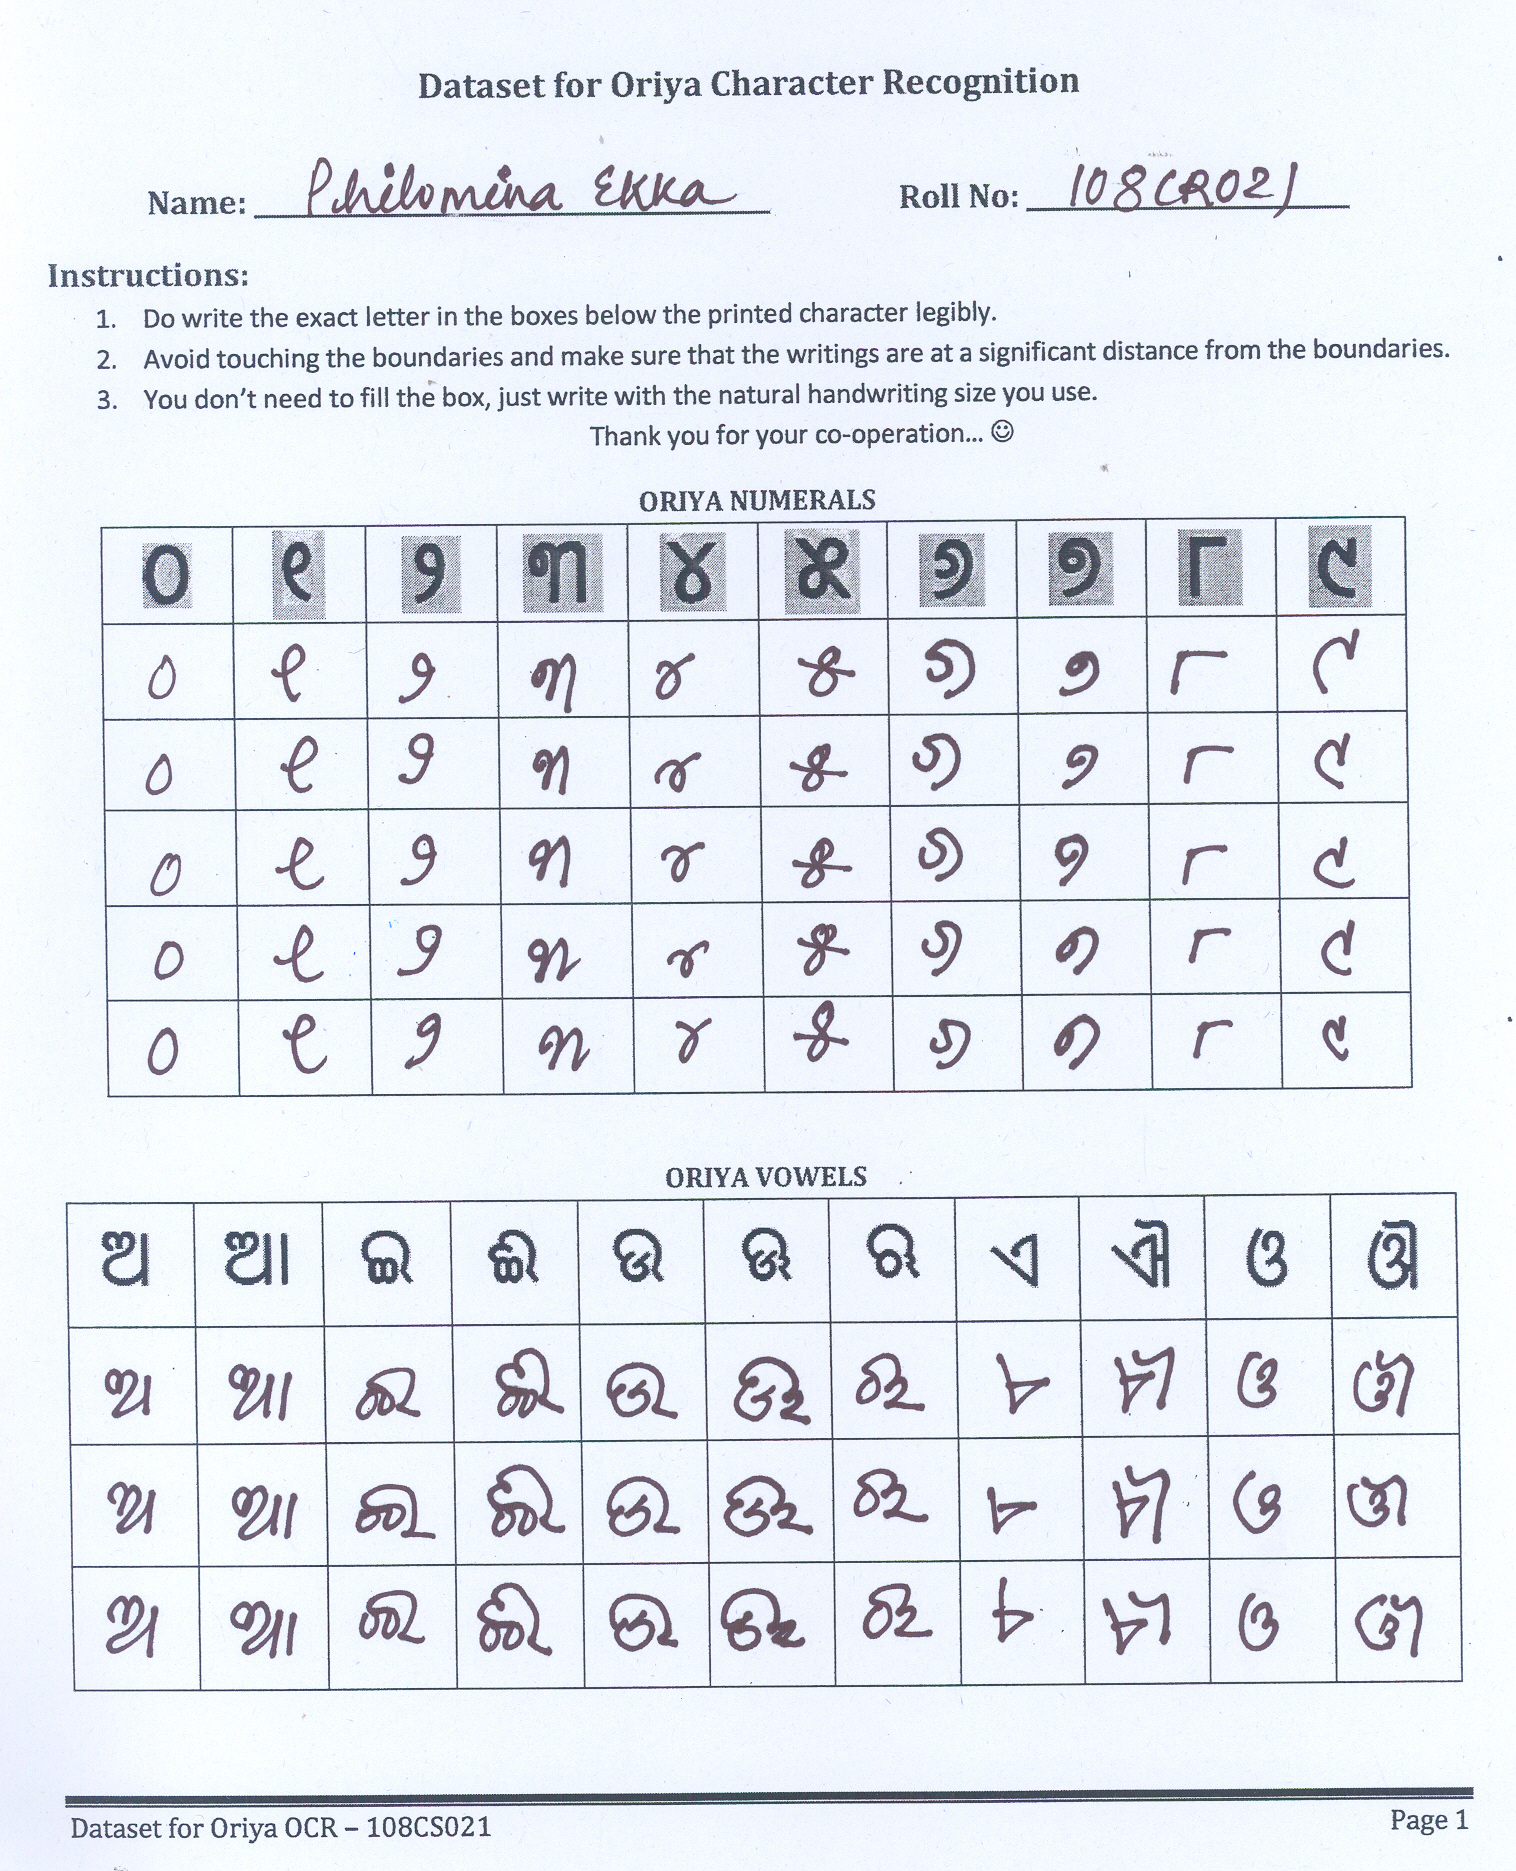 Dataset for Oriya Character Recognition
Name: Philomina Ekka Roll No: 108CR021
Instructions:
1. Do write the exact letter in the boxes below the printed character legibly.
2. Avoid touching the boundaries and make sure that the writings are at a significant distance from the boundaries.
3. You don't need to fill the box, just write with the natural handwriting size you use.
Thank you for your co-operation... ☺
ORIYA NUMERALS
୦ ୧ ୨ ୩ ୪ ୫ ୬ ୭ ୮ ୯
୦ ୧ ୨ ୩ ୪ ୫ ୬ ୭ ୮ ୯
୦ ୧ ୨ ୩ ୪ ୫ ୬ ୭ ୮ ୯
୦ ୧ ୨ ୩ ୪ ୫ ୬ ୭ ୮ ୯
୦ ୧ ୨ ୩ ୪ ୫ ୬ ୭ ୮ ୯
୦ ୧ ୨ ୩ ୪ ୫ ୬ ୭ ୮ ୯
ORIYA VOWELS
ଅ ଆ ଇ ଈ ଉ ଊ ଋ ଏ ଐ ଓ ଔ
ଅ ଆ ଇ ଈ ଉ ଊ ଋ ଏ ଐ ଓ ଔ
ଅ ଆ ଇ ଈ ଉ ଊ ଋ ଏ ଐ ଓ ଔ
ଅ ଆ ଇ ଈ ଉ ଊ ଋ ଏ ଐ ଓ ଔ
Dataset for Oriya OCR – 108CS021 Page 1